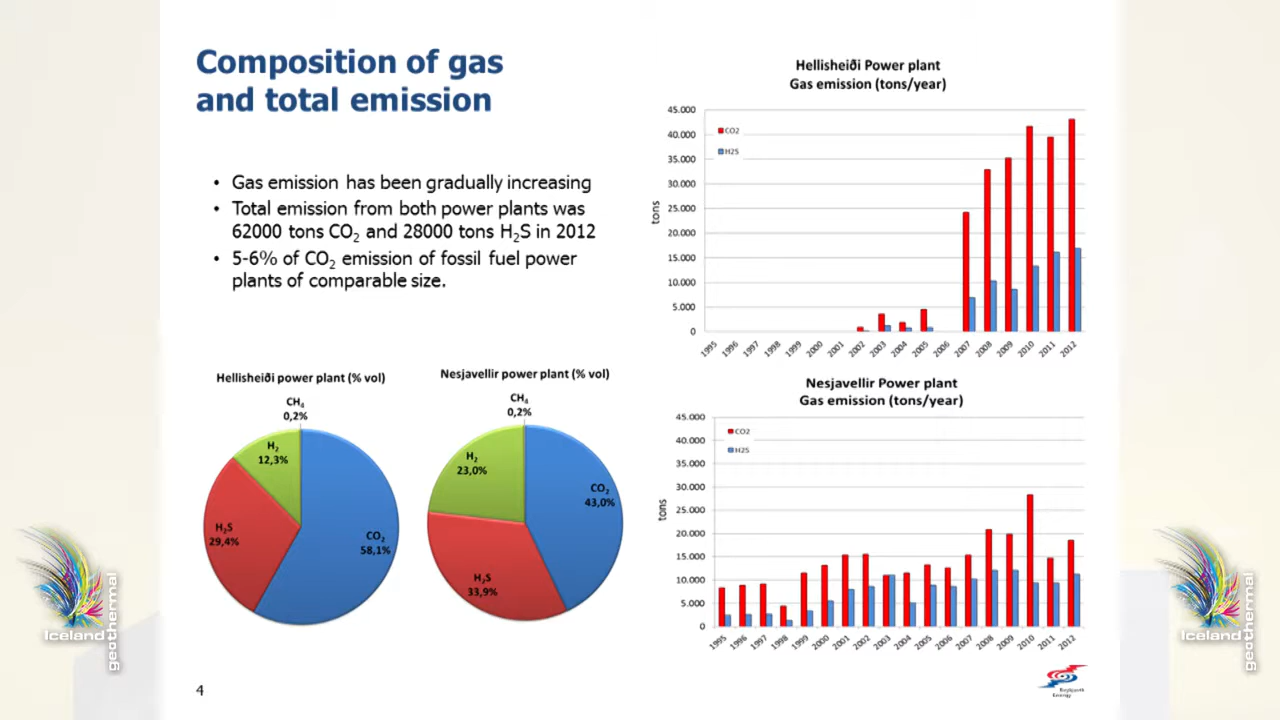 Composition of gas
and total emission
• Gas emission has been gradually increasing
• Total emission from both power plants was
62000 tons CO2 and 28000 tons H2S in 2012
• 5-6% of CO2 emission of fossil fuel power
plants of comparable size.
Hellisheiði power plant (% vol)
CH4
0,2%
H2
12,3%
H2S
29,4%
CO2
58,1%
Nesjavellir power plant (% vol)
CH4
0,2%
H2
23,0%
CO2
43,0%
H2S
33,9%
Hellisheiði Power plant
Gas emission (tons/year)
45.000
40.000
35.000
30.000
25.000
20.000
15.000
10.000
5.000
0
tons
CO2
H2S
1995 1996 1997 1998 1999 2000 2001 2002 2003 2004 2005 2006 2007 2008 2009 2010 2011 2012
Nesjavellir Power plant
Gas emission (tons/year)
45.000
40.000
35.000
30.000
25.000
20.000
15.000
10.000
5.000
0
tons
CO2
H2S
1995 1996 1997 1998 1999 2000 2001 2002 2003 2004 2005 2006 2007 2008 2009 2010 2011 2012
Iceland
geothermal
Iceland
geothermal
4
Reykjavik
Energy